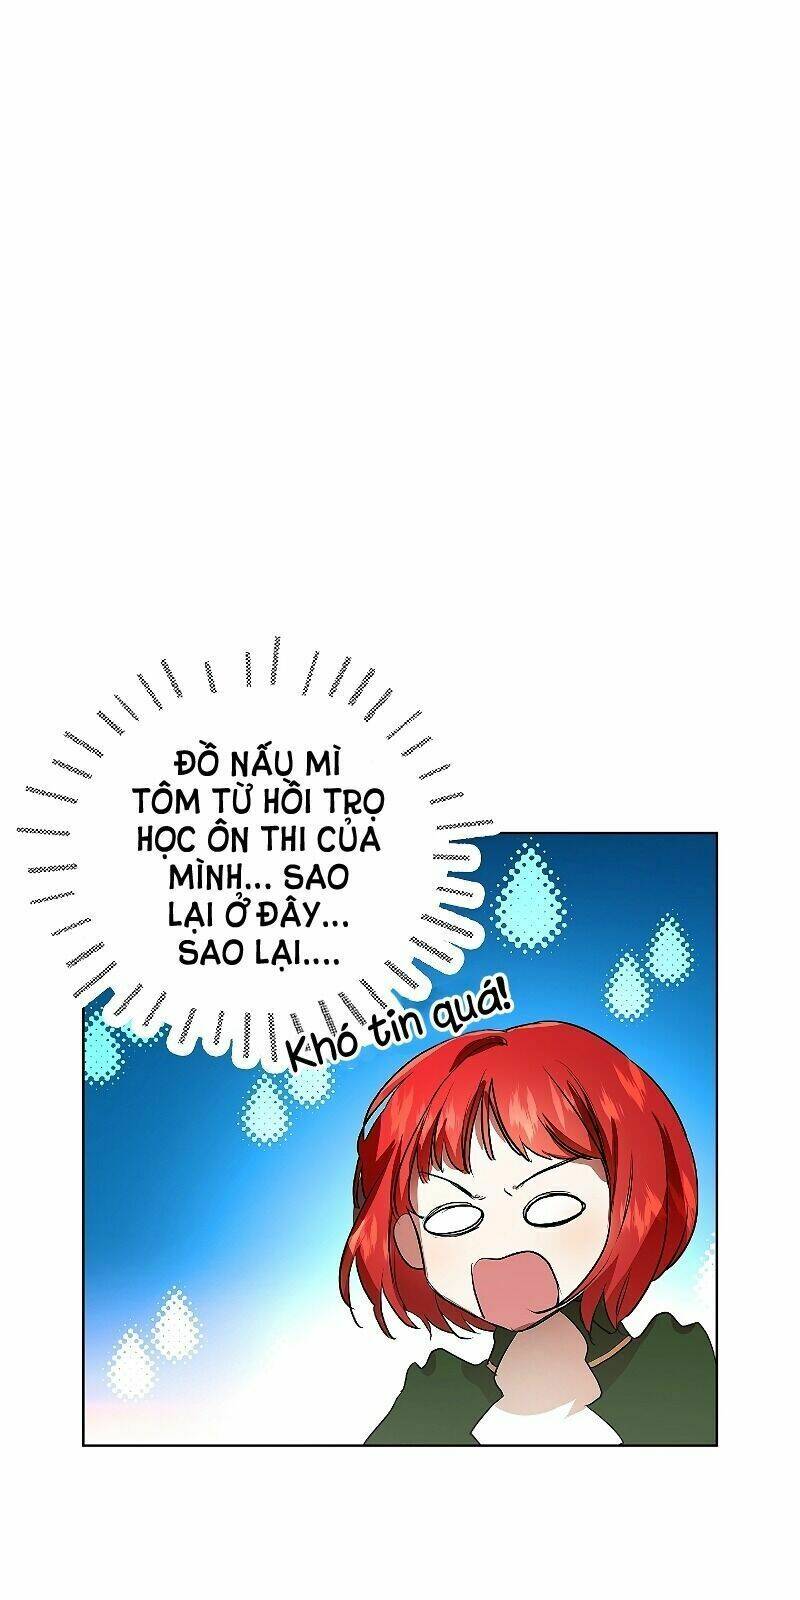 ĐỒ NẤU MÌ
TÔM TỪ HỒI TRỌ
HỌC ÔN THI CỦA
MÌNH... SAO
LẠI Ở ĐÂY...
SAO LẠI....
Khó tin quá!